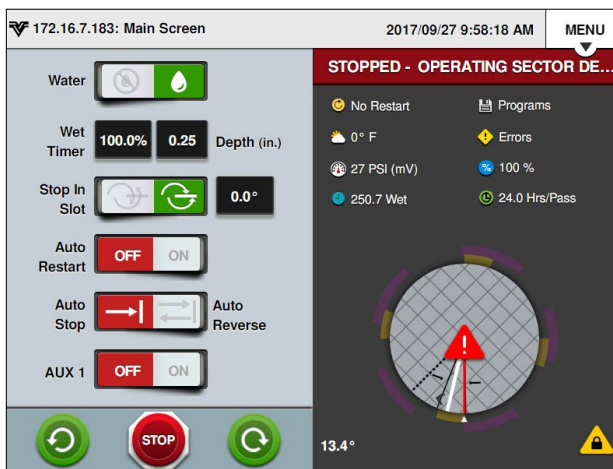 172.16.7.183: Main Screen
2017/09/27 9:58:18 AM
MENU
Water
Wet Timer
100.0%
0.25
Depth (in.)
Stop In Slot
0.0°
Auto Restart
OFF
ON
Auto Stop
Auto Reverse
AUX 1
OFF
ON
STOP
STOPPED - OPERATING SECTOR DE...
No Restart
Programs
0° F
Errors
27 PSI (mV)
100 %
250.7 Wet
24.0 Hrs/Pass
13.4°